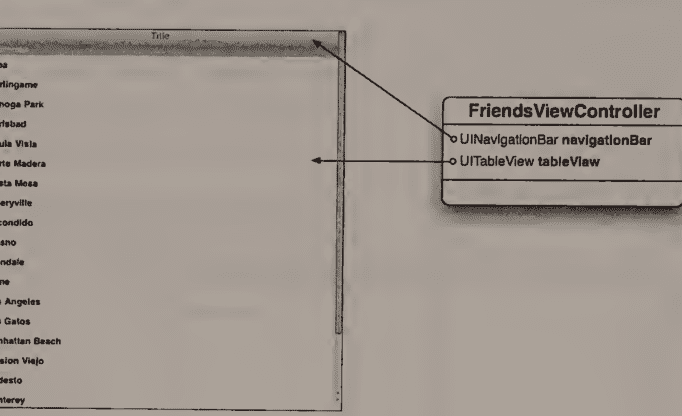 Title
rlingame
noga Park
rlsbad
ula Vista
rte Madera
sta Mesa
eryville
condido
sno
ndale
ne
s Angeles
s Gatos
nhattan Beach
sion Viejo
desto
nterey
FriendsViewController
UINavigationBar navigationBar
UITableView tableView